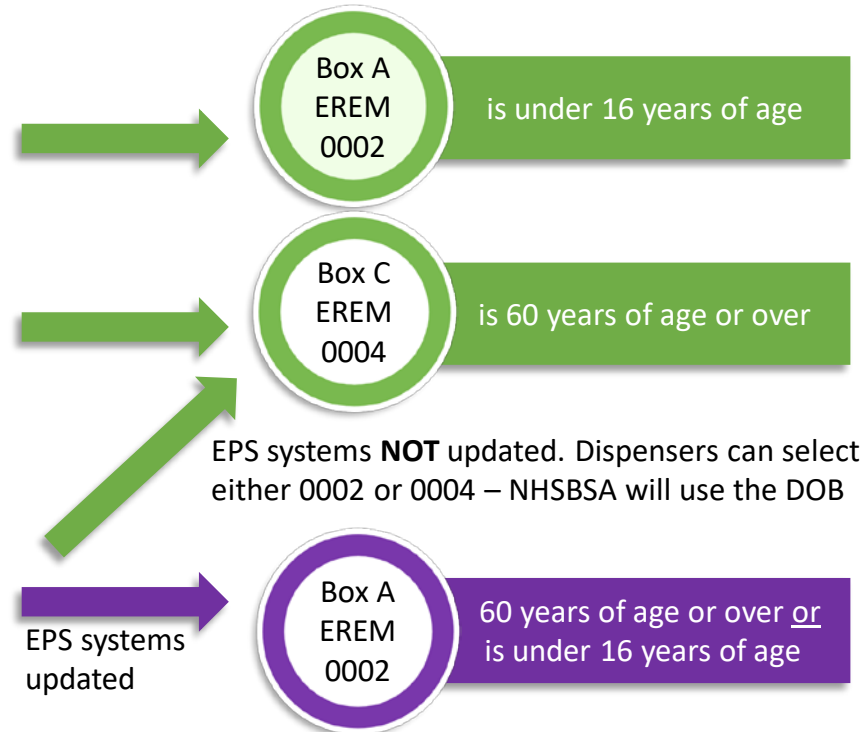 Box A
EREM
0002
is under 16 years of age
Box C
EREM
0004
is 60 years of age or over
EPS systems NOT updated. Dispensers can select
either 0002 or 0004 – NHSBSA will use the DOB
EPS systems
updated
Box A
EREM
0002
60 years of age or over or
is under 16 years of age